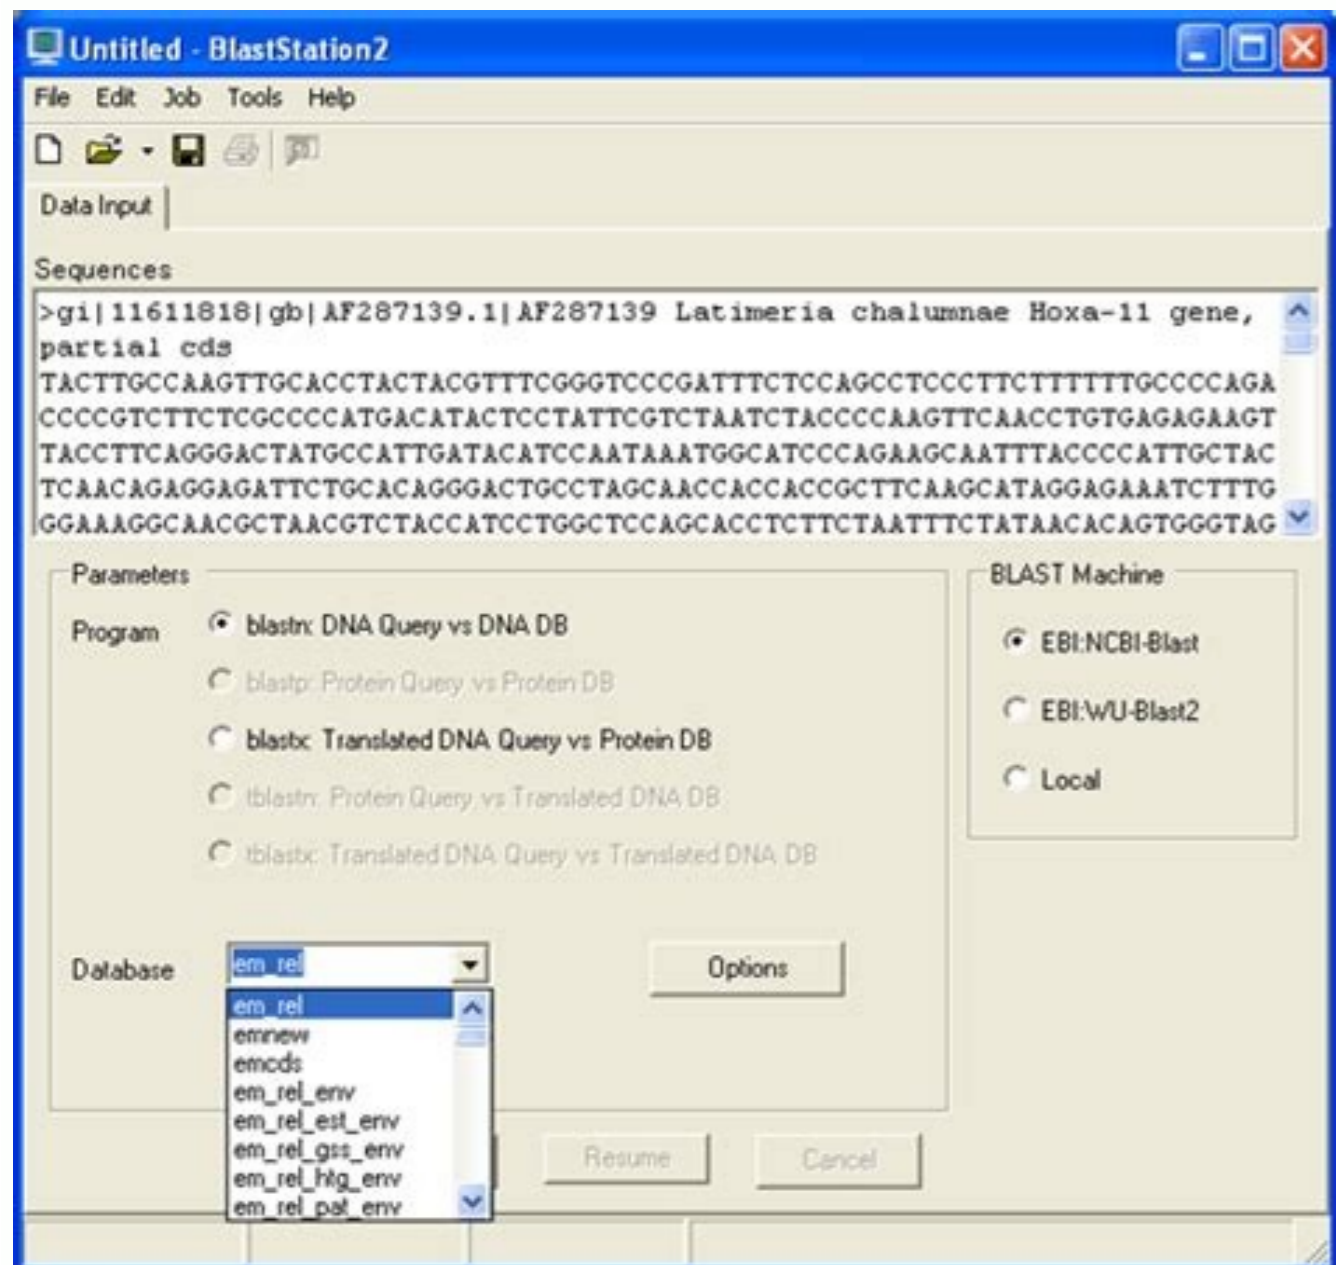 Untitled - BlastStation2
File Edit Job Tools Help
Data Input
Sequences
>gi|11611818|gb|AF287139.1|AF287139 Latimeria chalumnae Hoxa-11 gene,
partial cds
TACTTGCCAAGTTGCACCTACTACGTTTCGGGTCCCGATTTCTCCAGCCTCCCTTCTTTTTTGCCCCAGA
CCCCGTCTTCTCGCCCCATGACATACTCCTATTCGTCTAATCTACCCCAAGTTCAACCTGTGAGAGAAGT
TACCTTCAGGGACTATGCCATTGATACATCCAATAAATGGCATCCCAGAAGCAATTTACCCCATTGCTAC
TCAACAGAGGAGATTCTGCACAGGGACTGCCTAGCAACCACCACCGCTTCAAGCATAGGAGAAATCTTTG
GGAAAGGCAACGCTAACGTCTACCATCCTGGCTCCAGCACCTCTTCTAATTTCTATAACACAGTGGGTAG
Parameters
BLAST Machine
Program
blastn: DNA Query vs DNA DB
EBI:NCBI-Blast
blastp: Protein Query vs Protein DB
EBI:WU-Blast2
blastx: Translated DNA Query vs Protein DB
Local
tblastn: Protein Query vs Translated DNA DB
tblastx: Translated DNA Query vs Translated DNA DB
Database
em_rel
Options
em_rel
emnew
emcds
em_rel_env
em_rel_est_env
em_rel_gss_env
em_rel_htg_env
em_rel_pat_env
Resume
Cancel